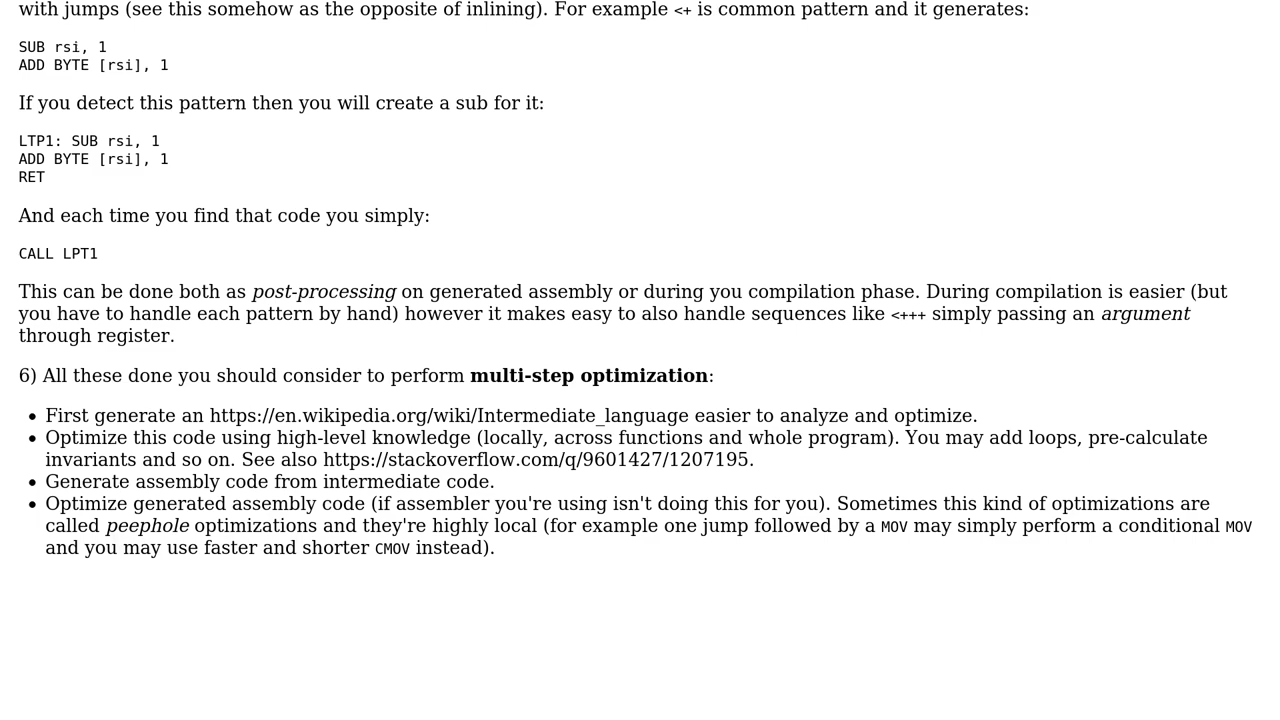 with jumps (see this somehow as the opposite of inlining). For example <+ is common pattern and it generates:
SUB rsi, 1
ADD BYTE [rsi], 1
If you detect this pattern then you will create a sub for it:
LTP1: SUB rsi, 1
ADD BYTE [rsi], 1
RET
And each time you find that code you simply:
CALL LPT1
This can be done both as post-processing on generated assembly or during you compilation phase. During compilation is easier (but
you have to handle each pattern by hand) however it makes easy to also handle sequences like <+++ simply passing an argument
through register.
6) All these done you should consider to perform multi-step optimization:
• First generate an https://en.wikipedia.org/wiki/Intermediate_language easier to analyze and optimize.
• Optimize this code using high-level knowledge (locally, across functions and whole program). You may add loops, pre-calculate
invariants and so on. See also https://stackoverflow.com/q/9601427/1207195.
• Generate assembly code from intermediate code.
• Optimize generated assembly code (if assembler you're using isn't doing this for you). Sometimes this kind of optimizations are
called peephole optimizations and they're highly local (for example one jump followed by a MOV may simply perform a conditional MOV
and you may use faster and shorter CMOV instead).